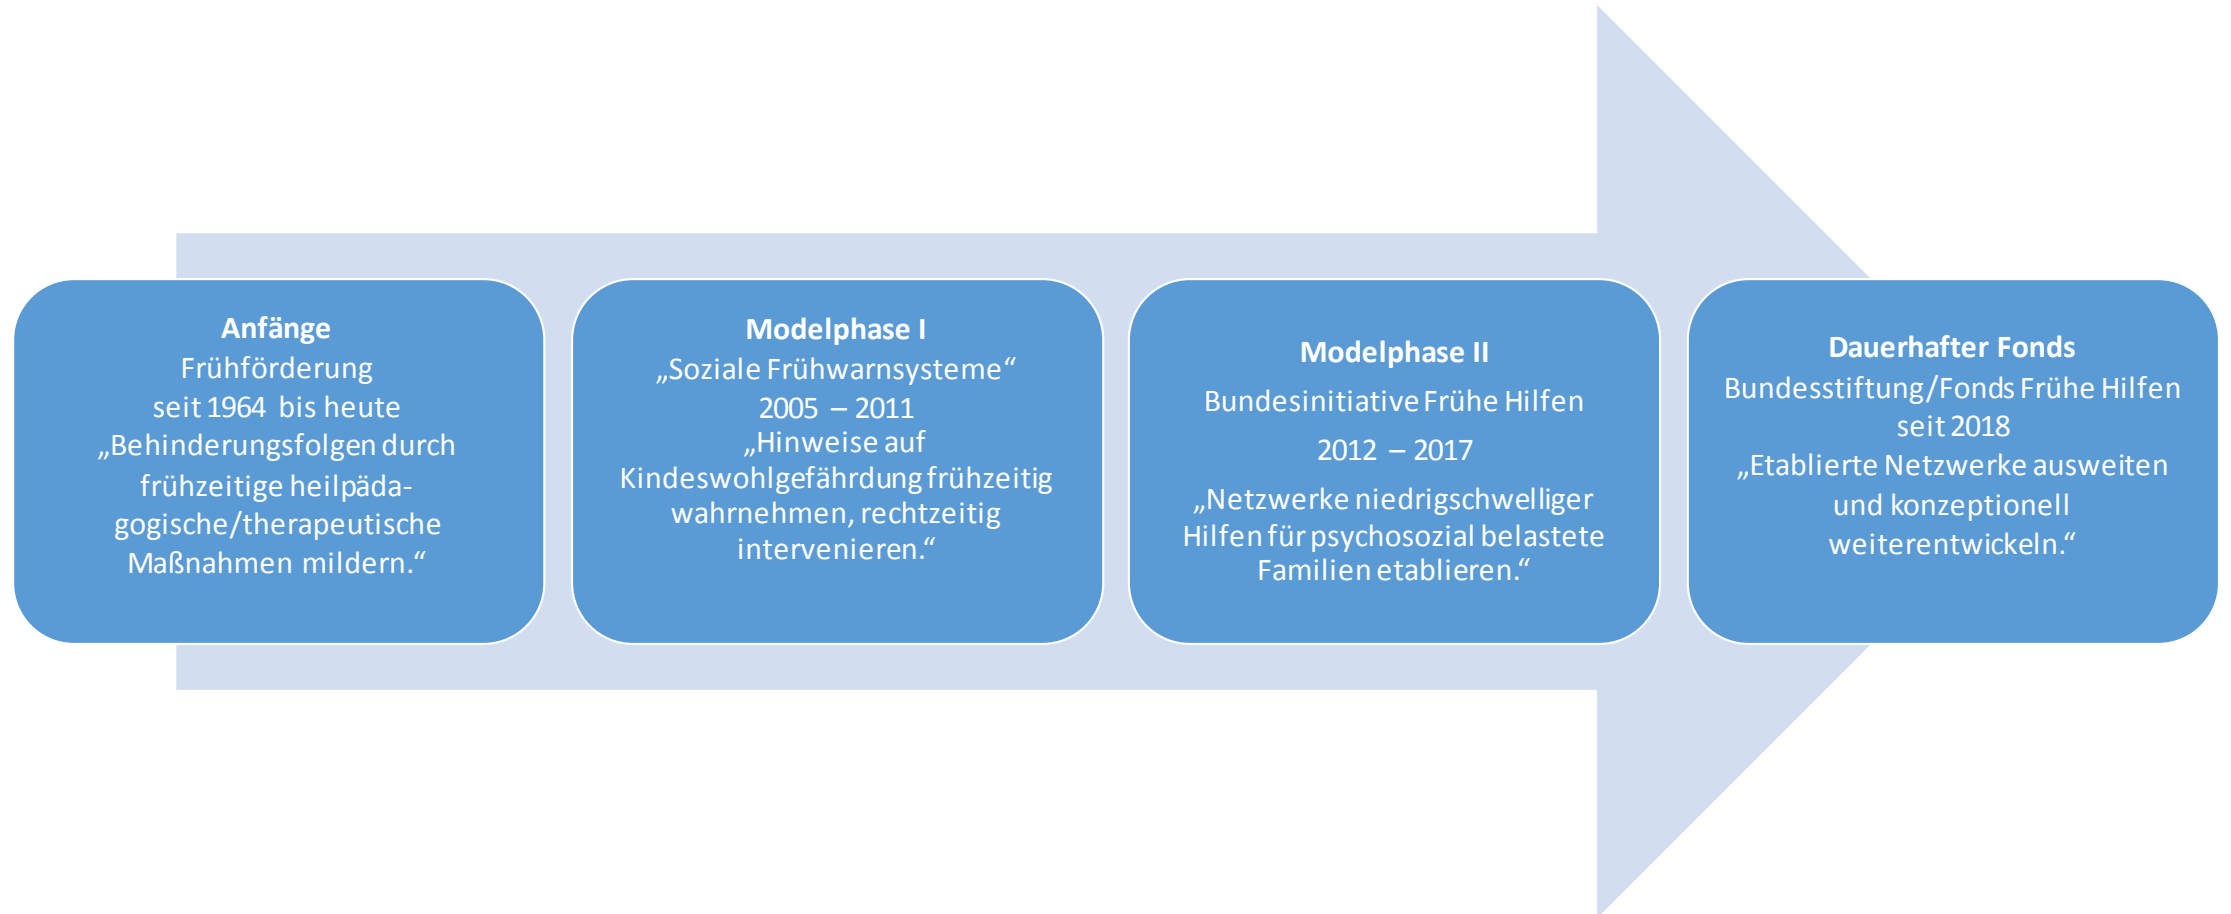 Anfänge
Frühförderung
seit 1964 bis heute
„Behinderungsfolgen durch
frühzeitige heilpäda-
gogische/therapeutische
Maßnahmen mildern.“
Modelphase I
„Soziale Frühwarnsysteme“
2005 – 2011
„Hinweise auf
Kindeswohlgefährdung frühzeitig
wahrnehmen, rechtzeitig
intervenieren.“
Modelphase II
Bundesinitiative Frühe Hilfen
2012 – 2017
„Netzwerke niedrigschwelliger
Hilfen für psychosozial belastete
Familien etablieren.“
Dauerhafter Fonds
Bundesstiftung/Fonds Frühe Hilfen
seit 2018
„Etablierte Netzwerke ausweiten
und konzeptionell
weiterentwickeln.“